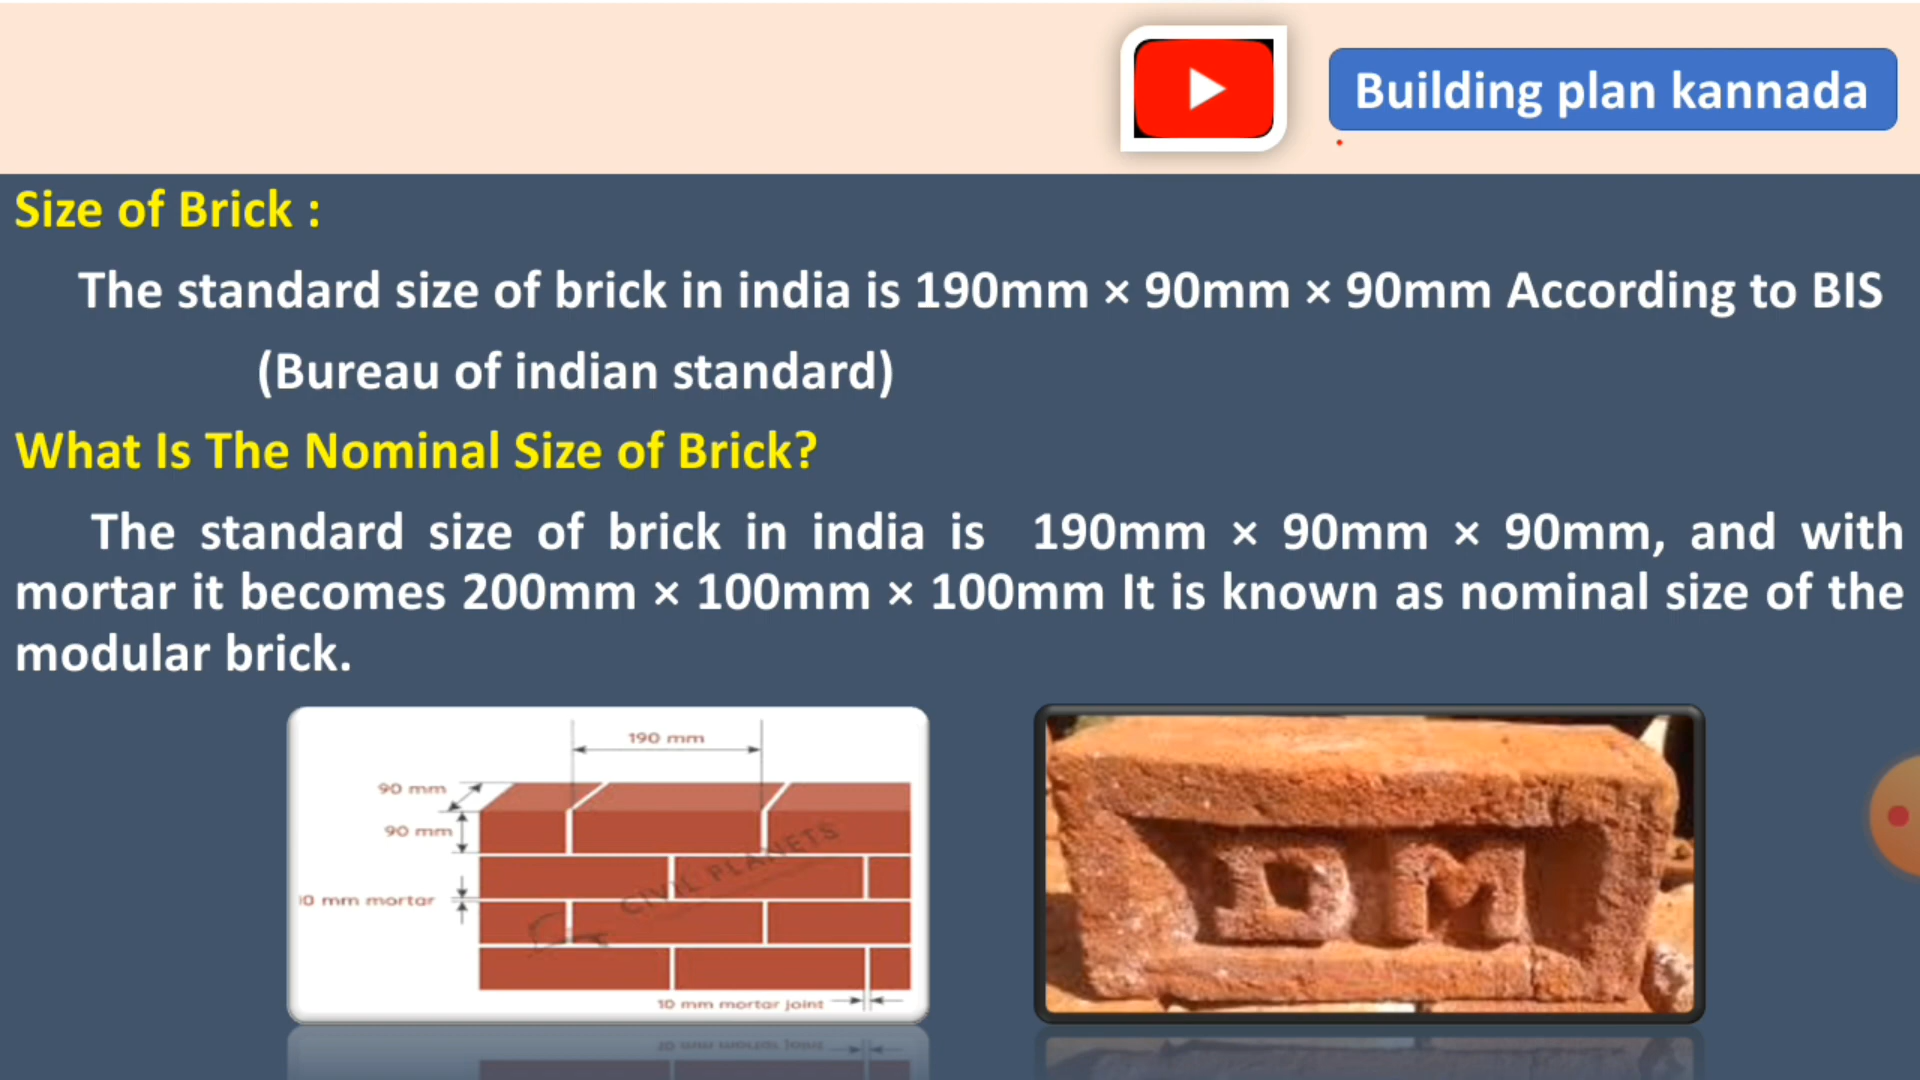 Building plan kannada
Size of Brick :
The standard size of brick in india is 190mm × 90mm × 90mm According to BIS
(Bureau of indian standard)
What Is The Nominal Size of Brick?
The standard size of brick in india is 190mm × 90mm × 90mm, and with
mortar it becomes 200mm × 100mm × 100mm It is known as nominal size of the
modular brick.
190 mm
90 mm
90 mm
0 mm mortar
CIVIL PLANETS
10 mm mortar joint
DM